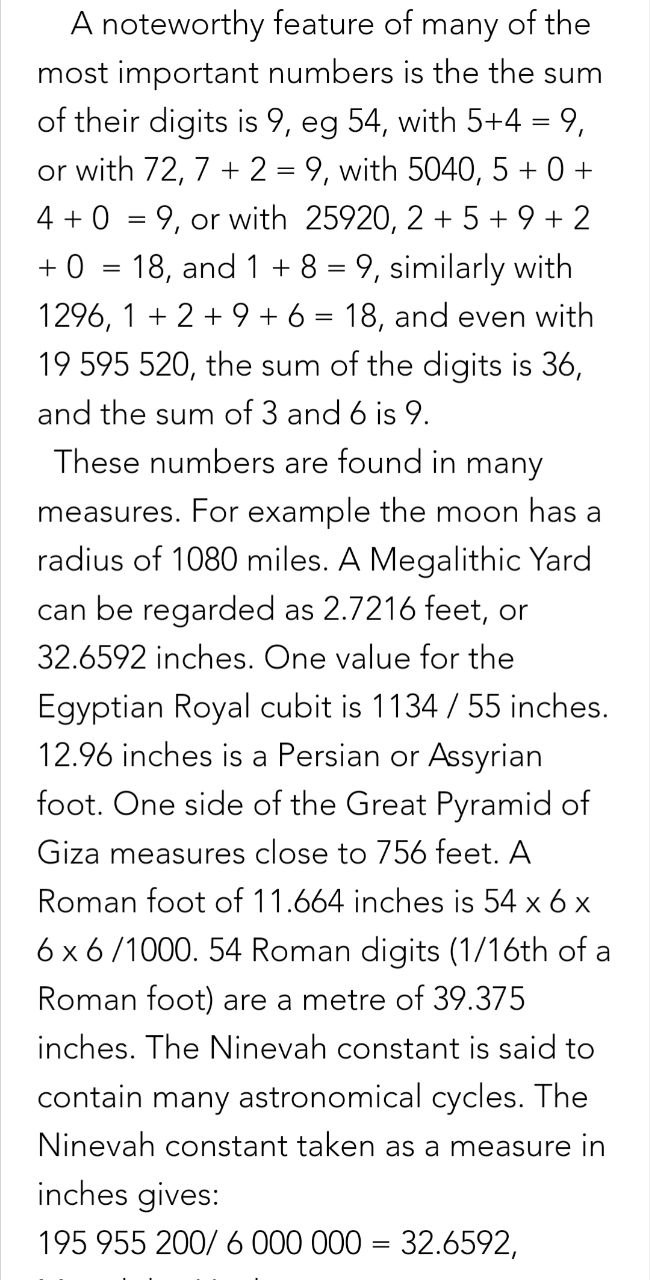 A noteworthy feature of many of the
most important numbers is the the sum
of their digits is 9, eg 54, with 5+4 = 9,
or with 72, 7 + 2 = 9, with 5040, 5 + 0 +
4 + 0  = 9, or with  25920, 2 + 5 + 9 + 2
+ 0  = 18, and 1 + 8 = 9, similarly with
1296, 1 + 2 + 9 + 6 = 18, and even with
19 595 520, the sum of the digits is 36,
and the sum of 3 and 6 is 9.
These numbers are found in many
measures. For example the moon has a
radius of 1080 miles. A Megalithic Yard
can be regarded as 2.7216 feet, or
32.6592 inches. One value for the
Egyptian Royal cubit is 1134 / 55 inches.
12.96 inches is a Persian or Assyrian
foot. One side of the Great Pyramid of
Giza measures close to 756 feet. A
Roman foot of 11.664 inches is 54 x 6 x
6 x 6 /1000. 54 Roman digits (1/16th of a
Roman foot) are a metre of 39.375
inches. The Ninevah constant is said to
contain many astronomical cycles. The
Ninevah constant taken as a measure in
inches gives:
195 955 200/ 6 000 000 = 32.6592,